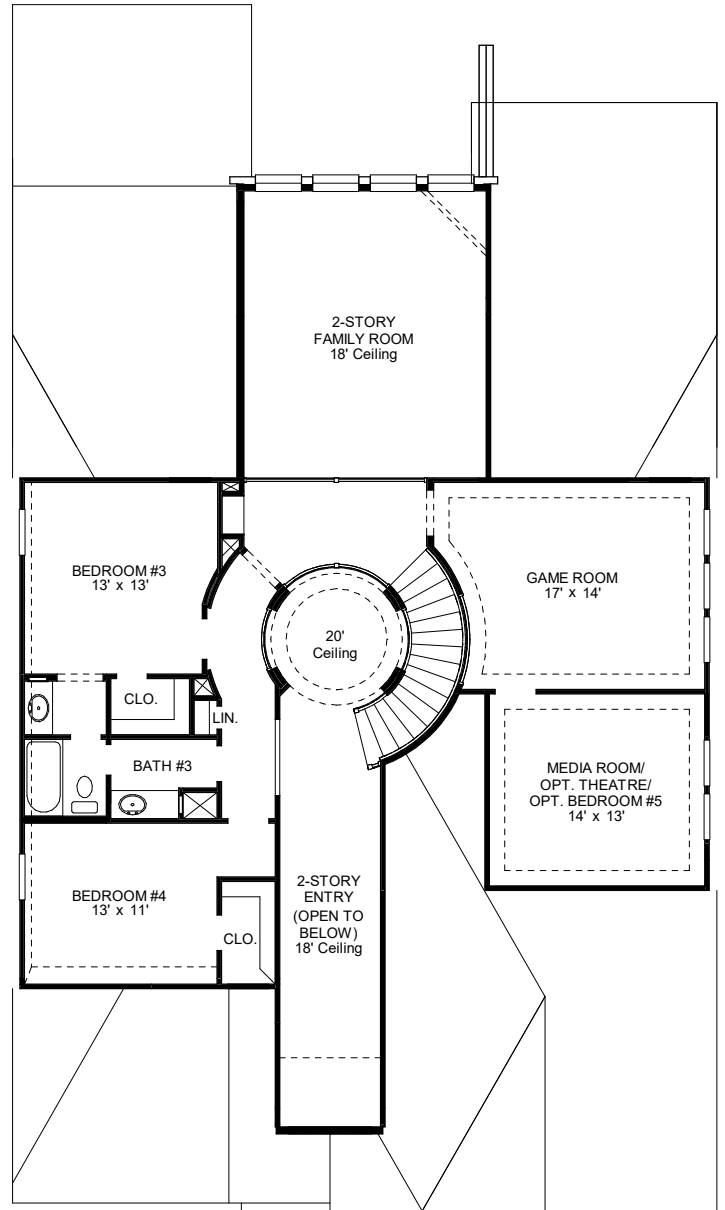 2-STORY
FAMILY ROOM
18' Ceiling
BEDROOM #3
13' x 13'
GAME ROOM
17' x 14'
20'
Ceiling
CLO.
LIN.
BATH #3
MEDIA ROOM/
OPT. THEATRE/
OPT. BEDROOM #5
14' x 13'
BEDROOM #4
13' x 11'
CLO.
2-STORY
ENTRY
(OPEN TO
BELOW)
18' Ceiling